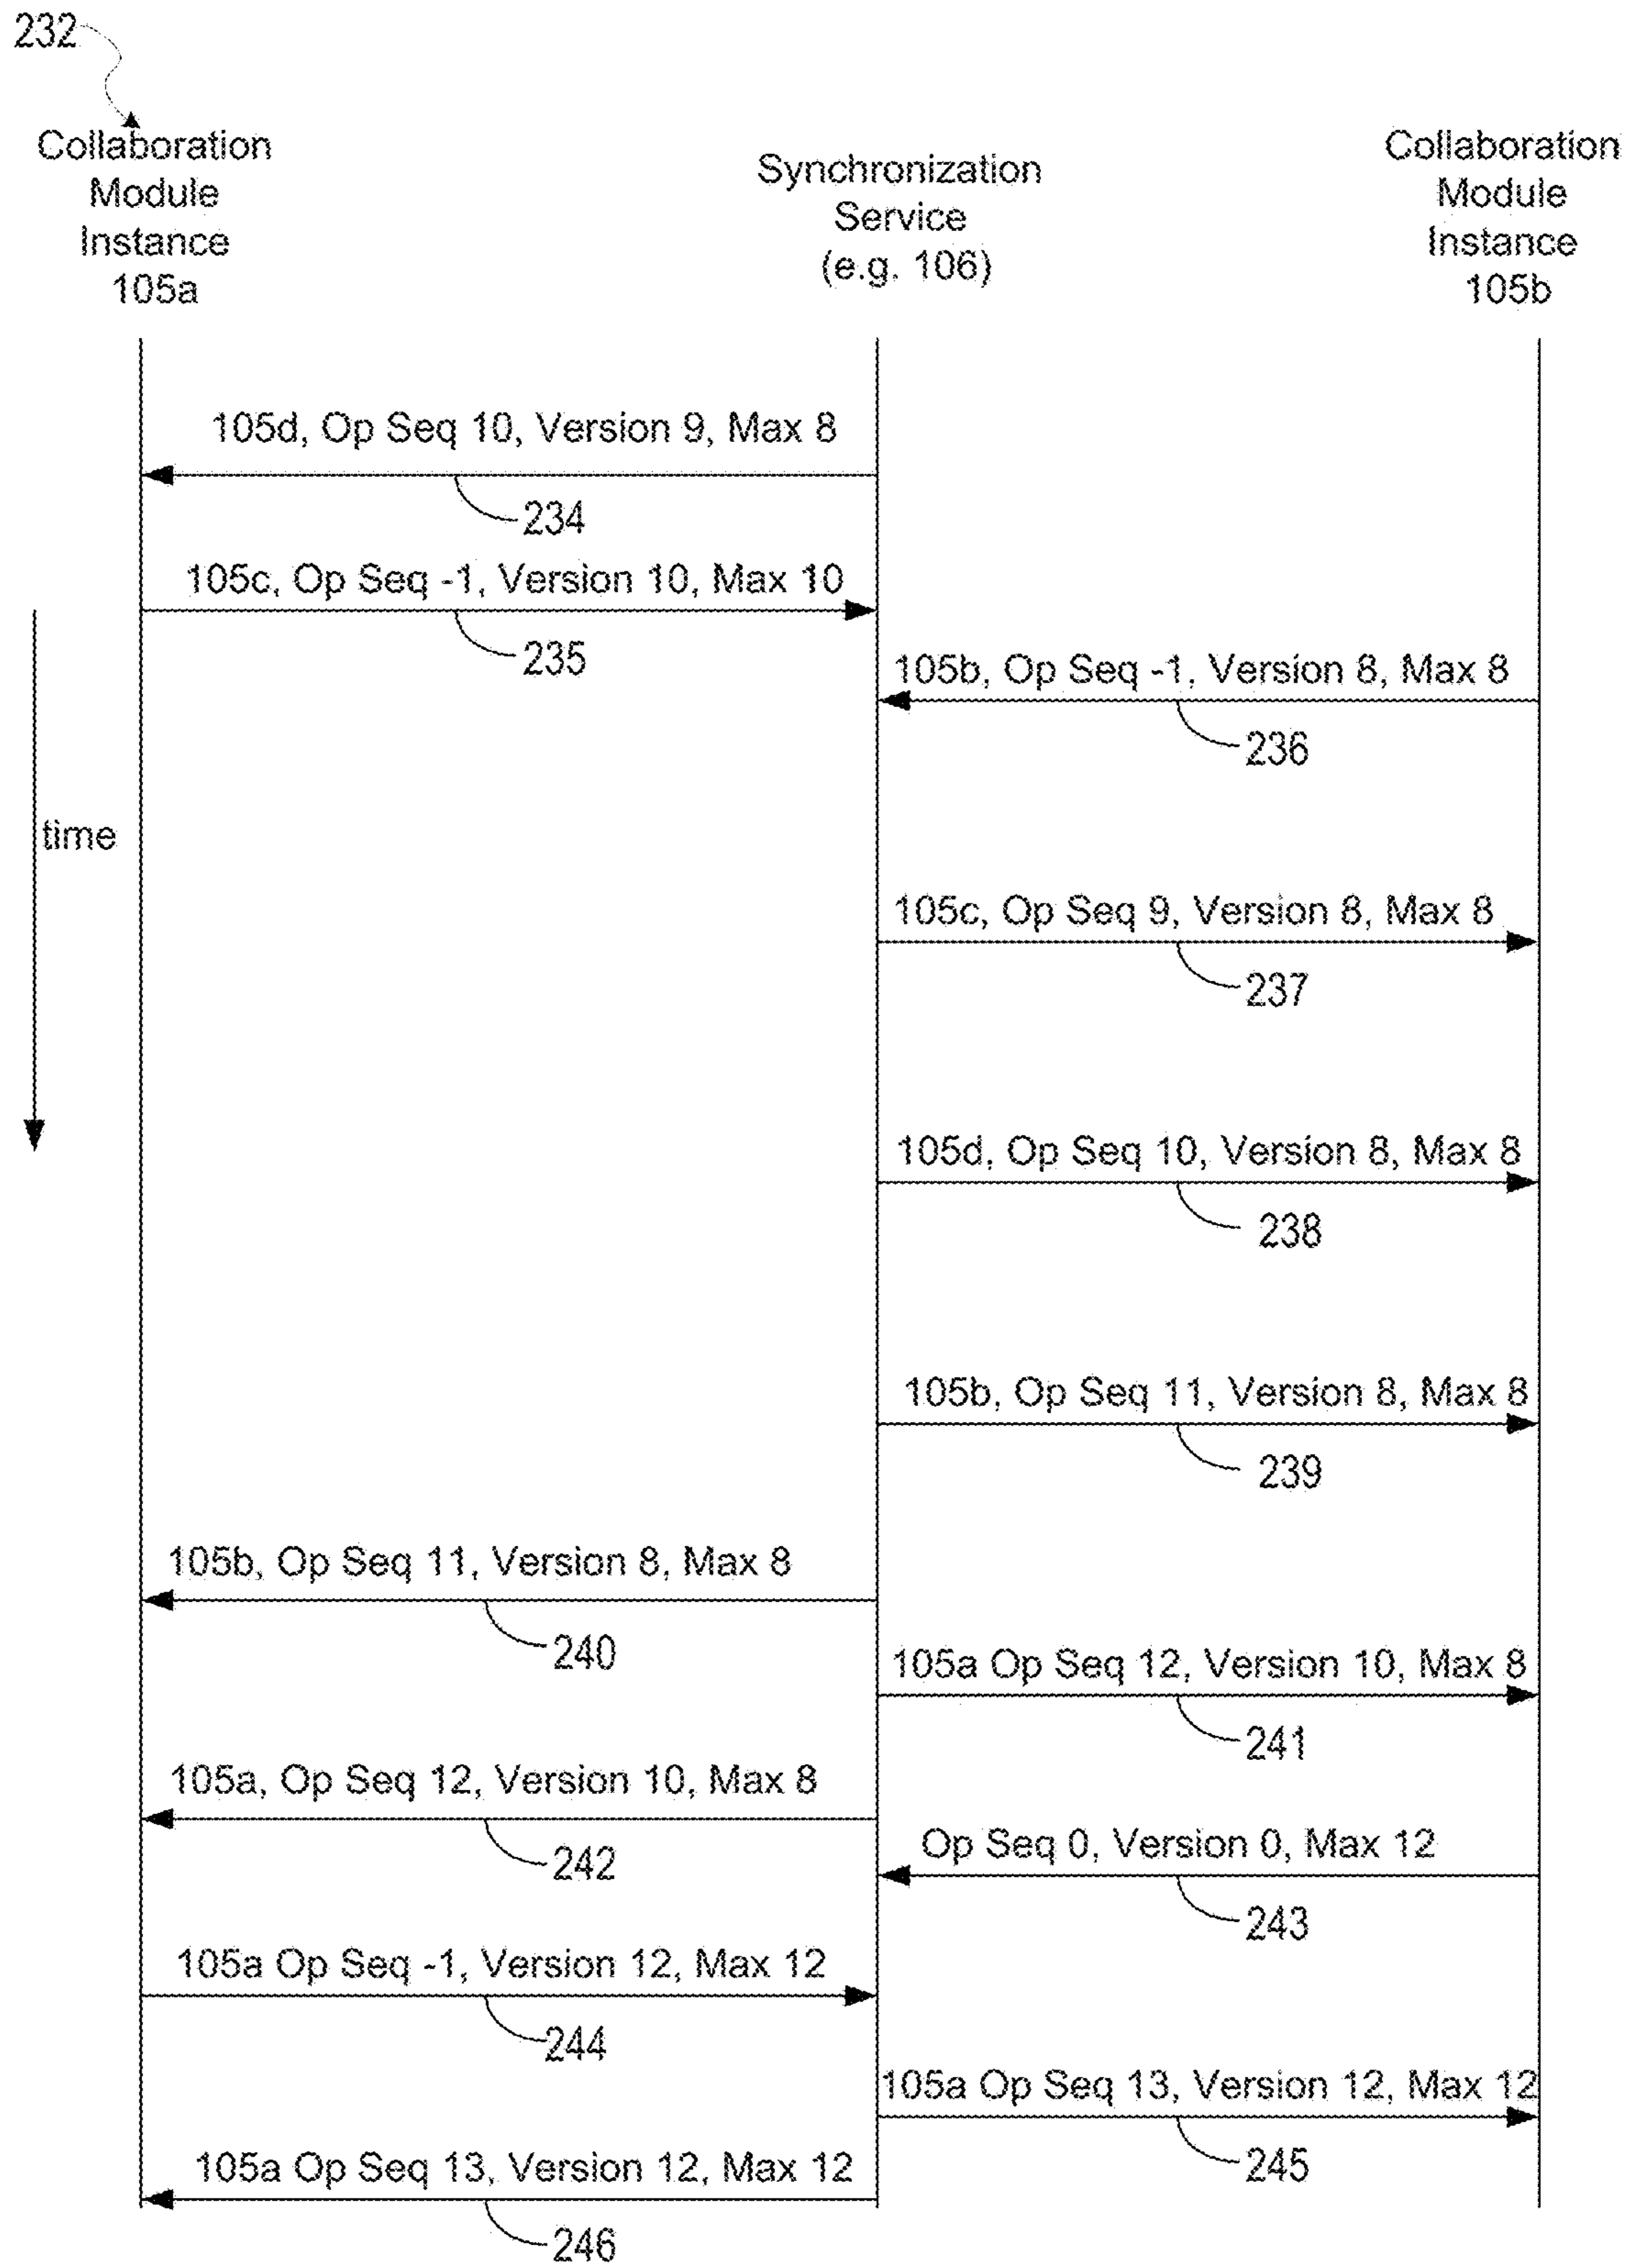 232
Collaboration
Module
Instance
105a
Synchronization
Service
(e.g. 106)
Collaboration
Module
Instance
105b
105d, Op Seq 10, Version 9, Max 8
234
105c, Op Seq -1, Version 10, Max 10
235
105b, Op Seq -1, Version 8, Max 8
236
time
105c, Op Seq 9, Version 8, Max 8
237
105d, Op Seq 10, Version 8, Max 8
238
105b, Op Seq 11, Version 8, Max 8
239
105b, Op Seq 11, Version 8, Max 8
240
105a Op Seq 12, Version 10, Max 8
241
105a, Op Seq 12, Version 10, Max 8
242
Op Seq 0, Version 0, Max 12
243
105a Op Seq -1, Version 12, Max 12
244
105a Op Seq 13, Version 12, Max 12
245
105a Op Seq 13, Version 12, Max 12
246